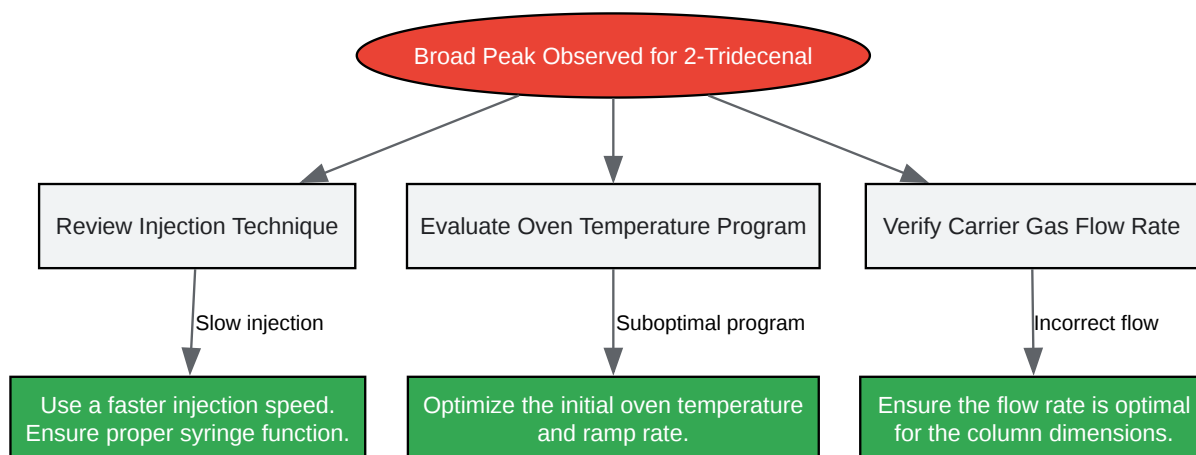 Broad Peak Observed for 2-Tridecenal
Review Injection Technique
Evaluate Oven Temperature Program
Verify Carrier Gas Flow Rate
Slow injection
Suboptimal program
Incorrect flow
Use a faster injection speed.
Ensure proper syringe function.
Optimize the initial oven temperature
and ramp rate.
Ensure the flow rate is optimal
for the column dimensions.